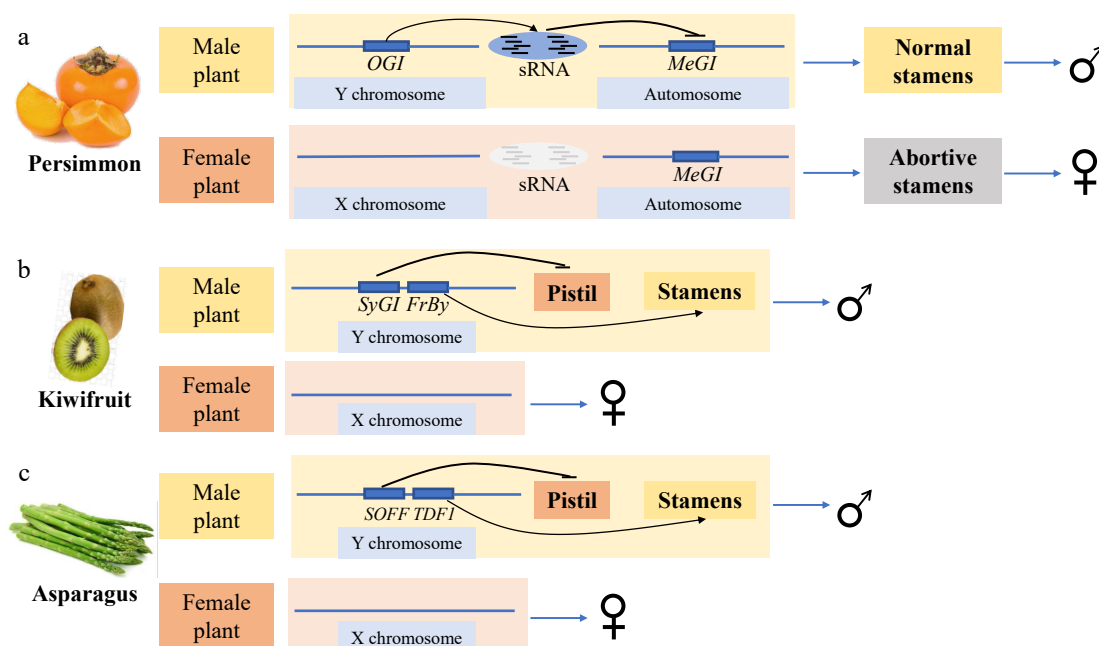 a
Male
plant
OGI
sRNA
MeGI
Y chromosome
Automosome
Normal
stamens
Persimmon
Female
plant
sRNA
MeGI
X chromosome
Automosome
Abortive
stamens
b
Male
plant
SyGI FrBy
Pistil
Stamens
Y chromosome
Kiwifruit
Female
plant
X chromosome
c
Male
plant
SOFF TDF1
Pistil
Stamens
Y chromosome
Asparagus
Female
plant
X chromosome